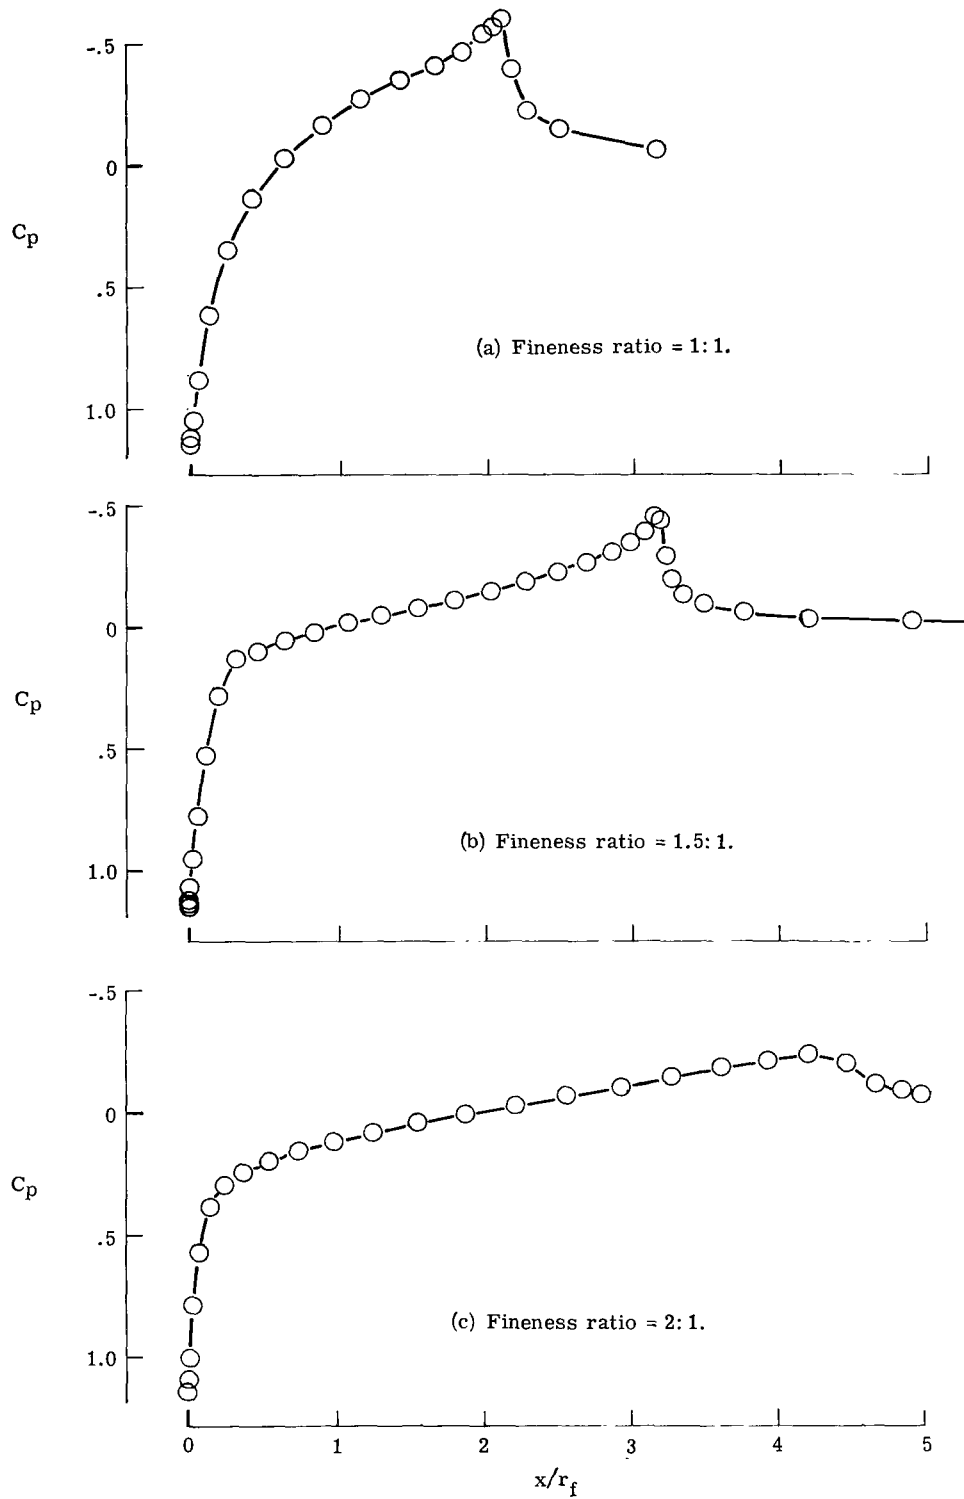 -.5
0
.5
1.0
Cp
(a) Fineness ratio = 1:1.
-.5
0
.5
1.0
Cp
(b) Fineness ratio = 1.5:1.
-.5
0
.5
1.0
Cp
(c) Fineness ratio = 2:1.
0 1 2 3 4 5
x/rf